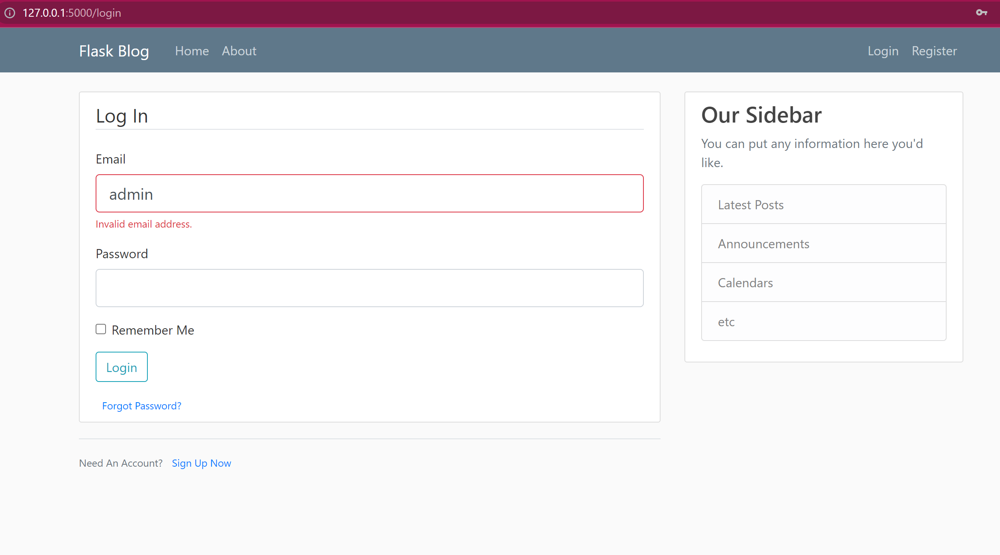 127.0.0.1:5000/login
Flask Blog Home About Login Register
Log In
Email
admin
Invalid email address.
Password
Remember Me
Login
Forgot Password?
Need An Account? Sign Up Now
Our Sidebar
You can put any information here you'd
like.
Latest Posts
Announcements
Calendars
etc